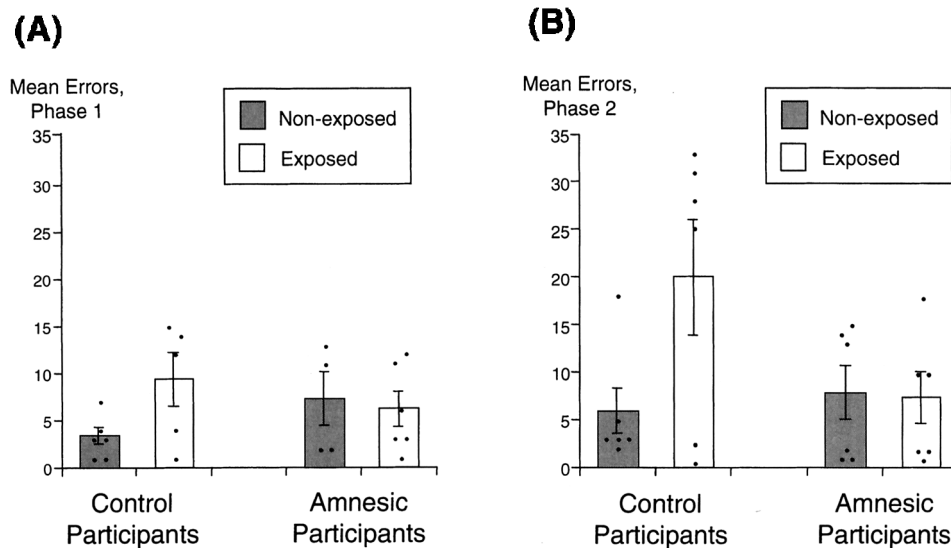 (A)
Mean Errors,
Phase 1
Non-exposed
Exposed
35
30
25
20
15
10
5
0
Control
Participants
Amnesic
Participants
(B)
Mean Errors,
Phase 2
Non-exposed
Exposed
35
30
25
20
15
10
5
0
Control
Participants
Amnesic
Participants